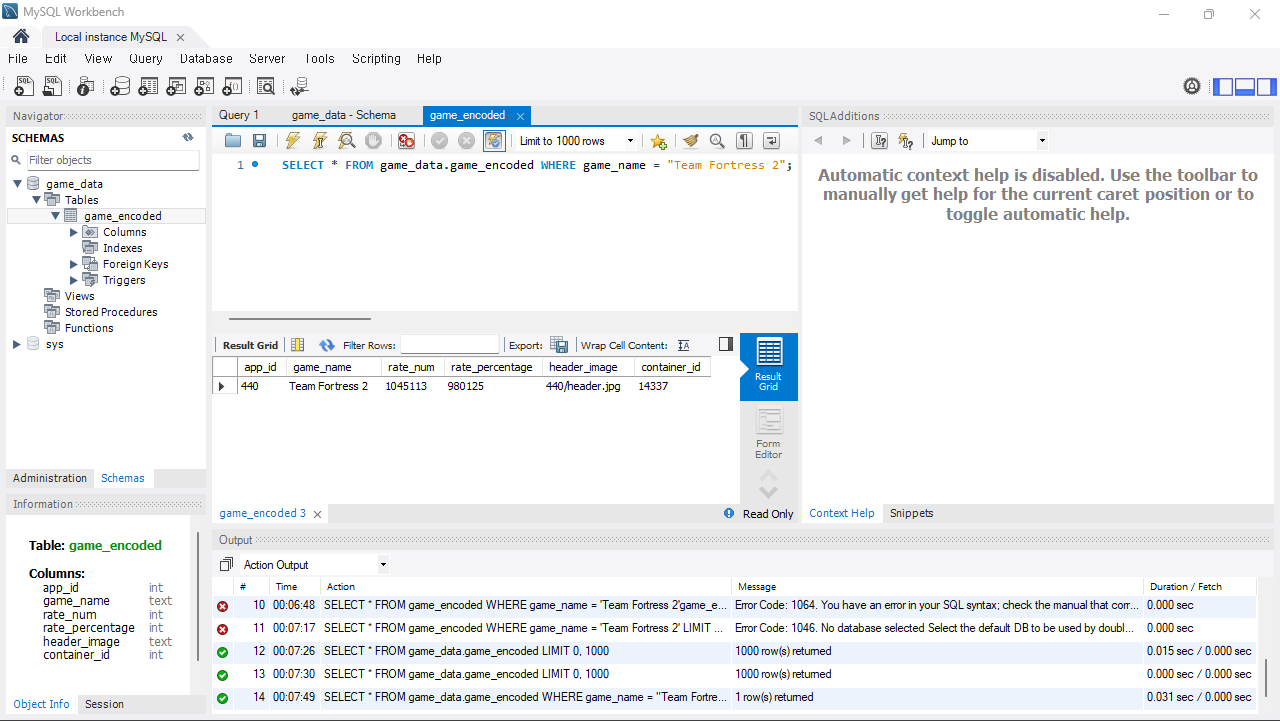 MySQL Workbench
Local instance MySQL
File Edit View Query Database Server Tools Scripting Help
Navigator
SCHEMAS
Filter objects
game_data
Tables
game_encoded
Columns
Indexes
Foreign Keys
Triggers
Views
Stored Procedures
Functions
sys
Administration Schemas
Information
Table: game_encoded
Columns:
app_id int
game_name text
rate_num int
rate_percentage int
header_image text
container_id int
Object Info Session
Query 1 game_data - Schema game_encoded
Limit to 1000 rows
1 SELECT * FROM game_data.game_encoded WHERE game_name = "Team Fortress 2";
Result Grid Filter Rows: Export: Wrap Cell Content:
app_id game_name rate_num rate_percentage header_image container_id
440 Team Fortress 2 1045113 980125 440/header.jpg 14337
Result
Grid
Form
Editor
game_encoded 3 Read Only
SQLAdditions
Jump to
Automatic context help is disabled. Use the toolbar to
manually get help for the current caret position or to
toggle automatic help.
Context Help Snippets
Output
Action Output
# Time Action Message Duration / Fetch
10 00:06:48 SELECT * FROM game_encoded WHERE game_name = 'Team Fortress 2'game_e... Error Code: 1064. You have an error in your SQL syntax; check the manual that corr... 0.000 sec
11 00:07:17 SELECT * FROM game_encoded WHERE game_name = 'Team Fortress 2' LIMIT ... Error Code: 1046. No database selected Select the default DB to be used by doubl... 0.000 sec
12 00:07:26 SELECT * FROM game_data.game_encoded LIMIT 0, 1000 1000 row(s) returned 0.015 sec / 0.000 sec
13 00:07:30 SELECT * FROM game_data.game_encoded LIMIT 0, 1000 1000 row(s) returned 0.000 sec / 0.000 sec
14 00:07:49 SELECT * FROM game_data.game_encoded WHERE game_name = "Team Fortre... 1 row(s) returned 0.031 sec / 0.000 sec